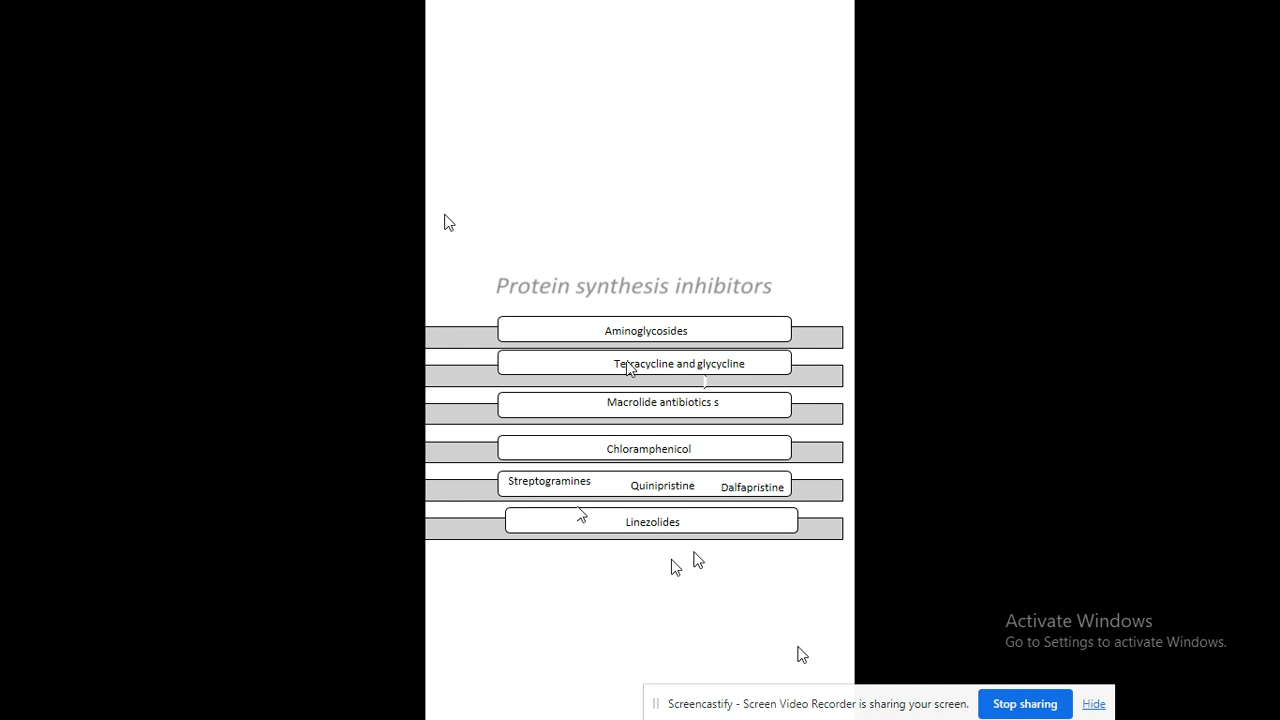 Protein synthesis inhibitors
Aminoglycosides
Tetracycline and glycycline
Macrolide antibiotics s
Chloramphenicol
Streptogramines Quinipristine Dalfapristine
Linezolides
Activate Windows
Go to Settings to activate Windows.
Screencastify - Screen Video Recorder is sharing your screen. Stop sharing Hide